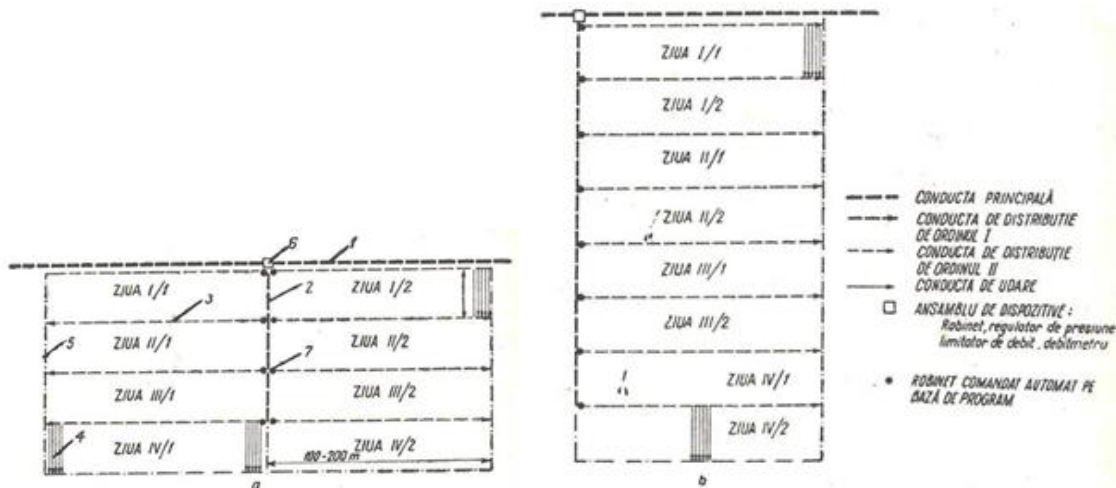 6
1
ZIUA I/1
2
ZIUA I/2
3
ZIUA II/1
ZIUA II/2
5
7
ZIUA III/1
ZIUA III/2
4
ZIUA IV/1
ZIUA IV/2
100-200 m
a
ZIUA I/1
ZIUA I/2
ZIUA II/1
ZIUA II/2
ZIUA III/1
ZIUA III/2
ZIUA IV/1
ZIUA IV/2
b
CONDUCTA PRINCIPALĂ
CONDUCTA DE DISTRIBUTIE
DE ORDINUL I
CONDUCTA DE DISTRIBUȚIE
DE ORDINUL II
CONDUCTA DE UDARE
ANSAMBLU DE DISPOZITIVE :
Robinet, regulator de presiune
limitator de debit, debitmetru
ROBINET COMANDAT AUTOMAT PE
BAZĂ DE PROGRAM